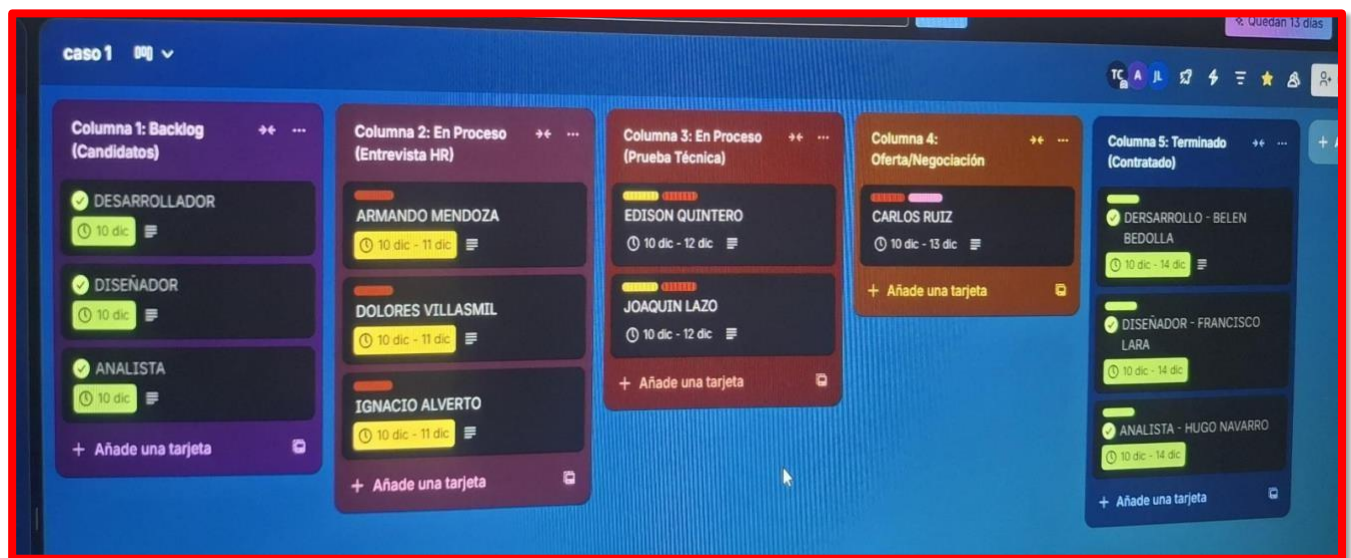 Quedan 13 días
caso 1
TC A JL
Columna 1: Backlog
(Candidatos)
DESARROLLADOR
10 dic
DISEÑADOR
10 dic
ANALISTA
10 dic
+ Añade una tarjeta
Columna 2: En Proceso
(Entrevista HR)
ARMANDO MENDOZA
10 dic - 11 dic
DOLORES VILLASMIL
10 dic - 11 dic
IGNACIO ALVERTO
10 dic - 11 dic
+ Añade una tarjeta
Columna 3: En Proceso
(Prueba Técnica)
EDISON QUINTERO
10 dic - 12 dic
JOAQUIN LAZO
10 dic - 12 dic
+ Añade una tarjeta
Columna 4:
Oferta/Negociación
CARLOS RUIZ
10 dic - 13 dic
+ Añade una tarjeta
Columna 5: Terminado
(Contratado)
DERSARROLLO - BELEN
BEDOLLA
10 dic - 14 dic
DISEÑADOR - FRANCISCO
LARA
10 dic - 14 dic
ANALISTA - HUGO NAVARRO
10 dic - 14 dic
+ Añade una tarjeta